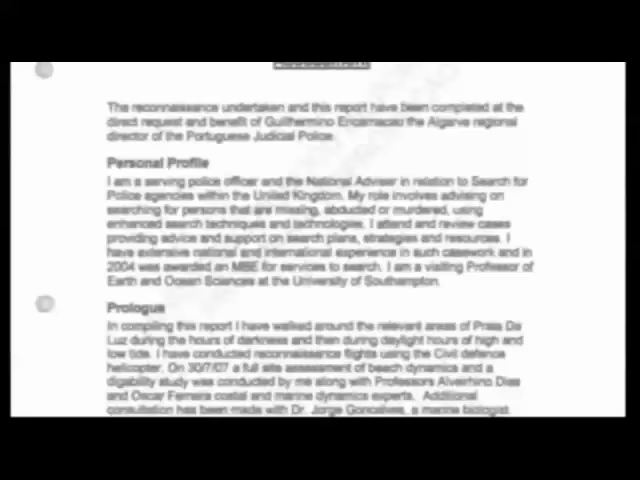 The reconnaissance undertaken and this report have been completed at the
direct request and benefit of Guilhermino Encarnacao the Algarve regional
director of the Portuguese Judicial Police.
Personal Profile
I am a serving police officer and the National Adviser in relation to Search for
Police agencies within the United Kingdom. My role involves advising on
searching for persons that are missing, abducted or murdered, using
enhanced search techniques and technologies. I attend and review cases
providing advice and support on search plans, strategies and resources. I
have extensive national and international experience in such casework and in
2004 was awarded an MBE for services to search. I am a visiting Professor of
Earth and Ocean Sciences at the University of Southampton.
Prologue
In compiling this report I have walked around the relevant areas of Praia Da
Luz during the hours of darkness and then during daylight hours of high and
low tide. I have conducted reconnaissance flights using the Civil defence
helicopter. On 30/7/07 a full site assessment of beach dynamics and a
digability study was conducted by me along with Professors Alverhino Dias
and Oscar Ferreira costal and marine dynamics experts. Additional
consultation has been made with Dr. Jorge Goncalves, a marine biologist